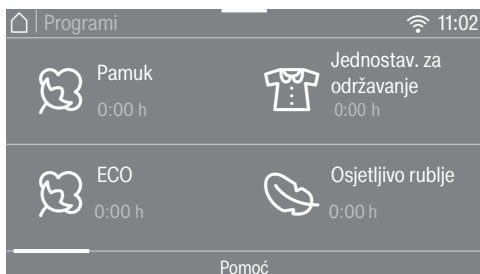 Programi 11:02
Pamuk
0:00 h
Jednostav. za
održavanje
0:00 h
ECO
0:00 h
Osjetljivo rublje
0:00 h
Pomoć